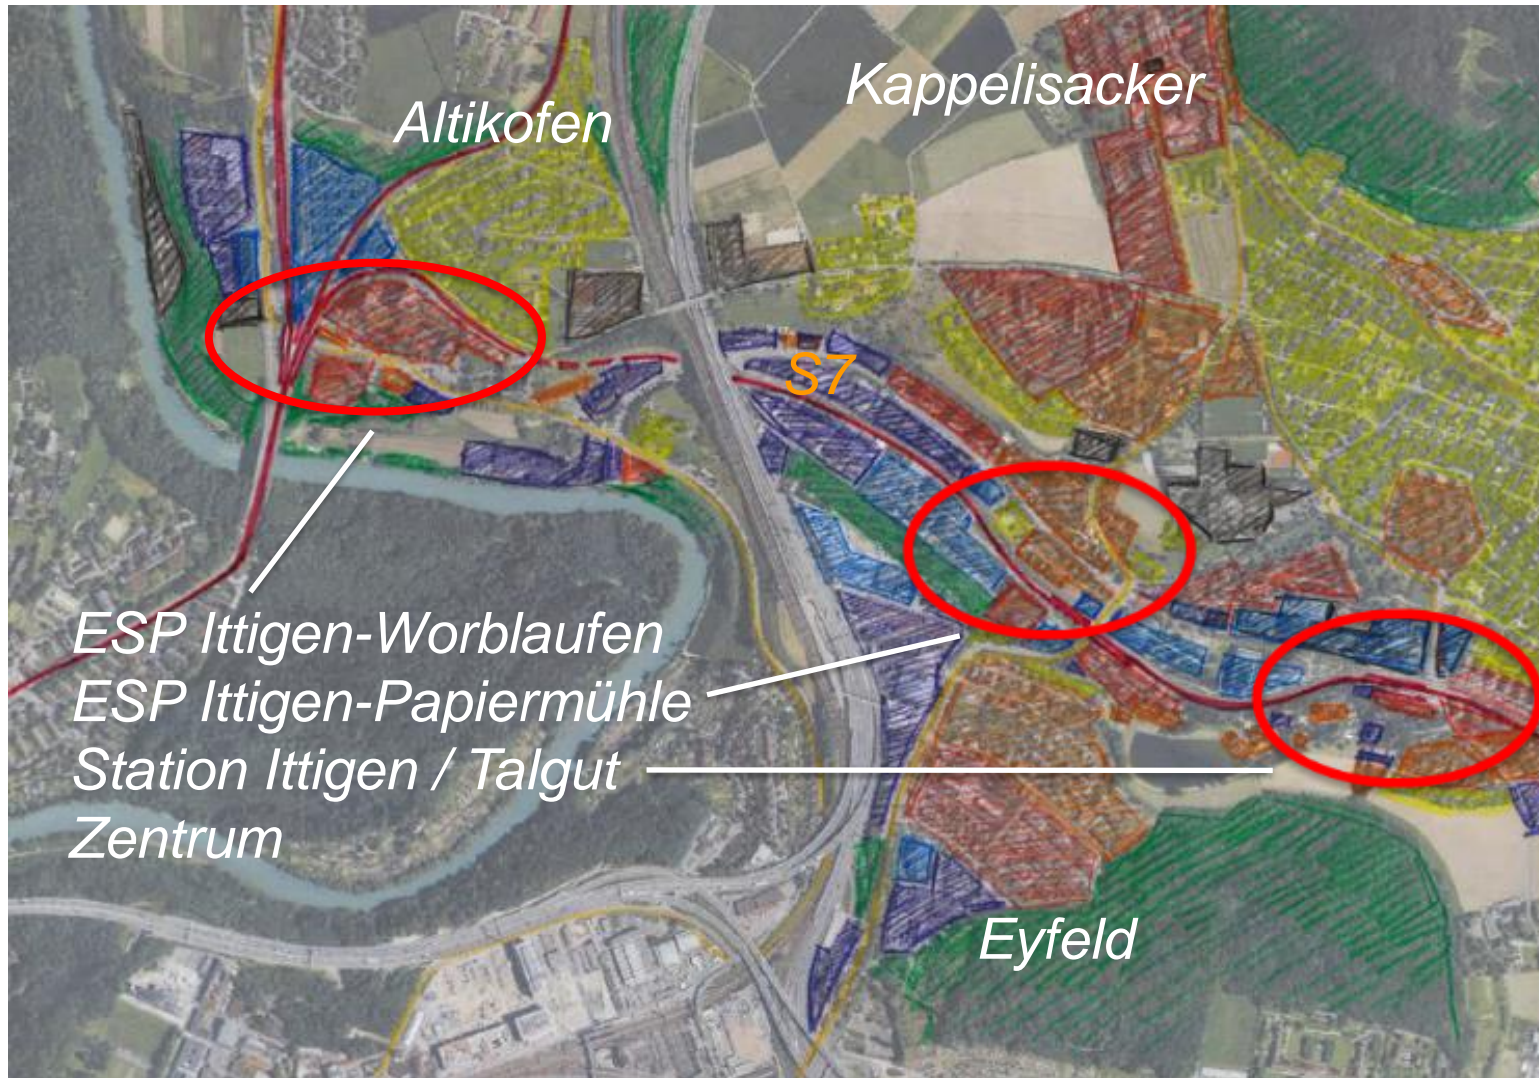 Kappelisacker
Altikofen
S7
ESP Ittigen-Worblaufen
ESP Ittigen-Papiermühle
Station Ittigen / Talgut
Zentrum
Eyfeld